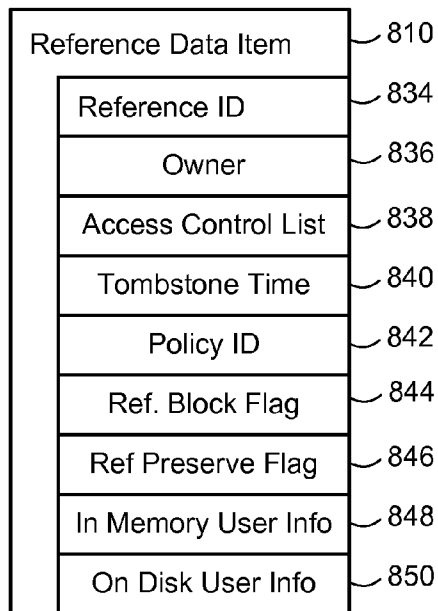 Reference Data Item 810
Reference ID 834
Owner 836
Access Control List 838
Tombstone Time 840
Policy ID 842
Ref. Block Flag 844
Ref Preserve Flag 846
In Memory User Info 848
On Disk User Info 850